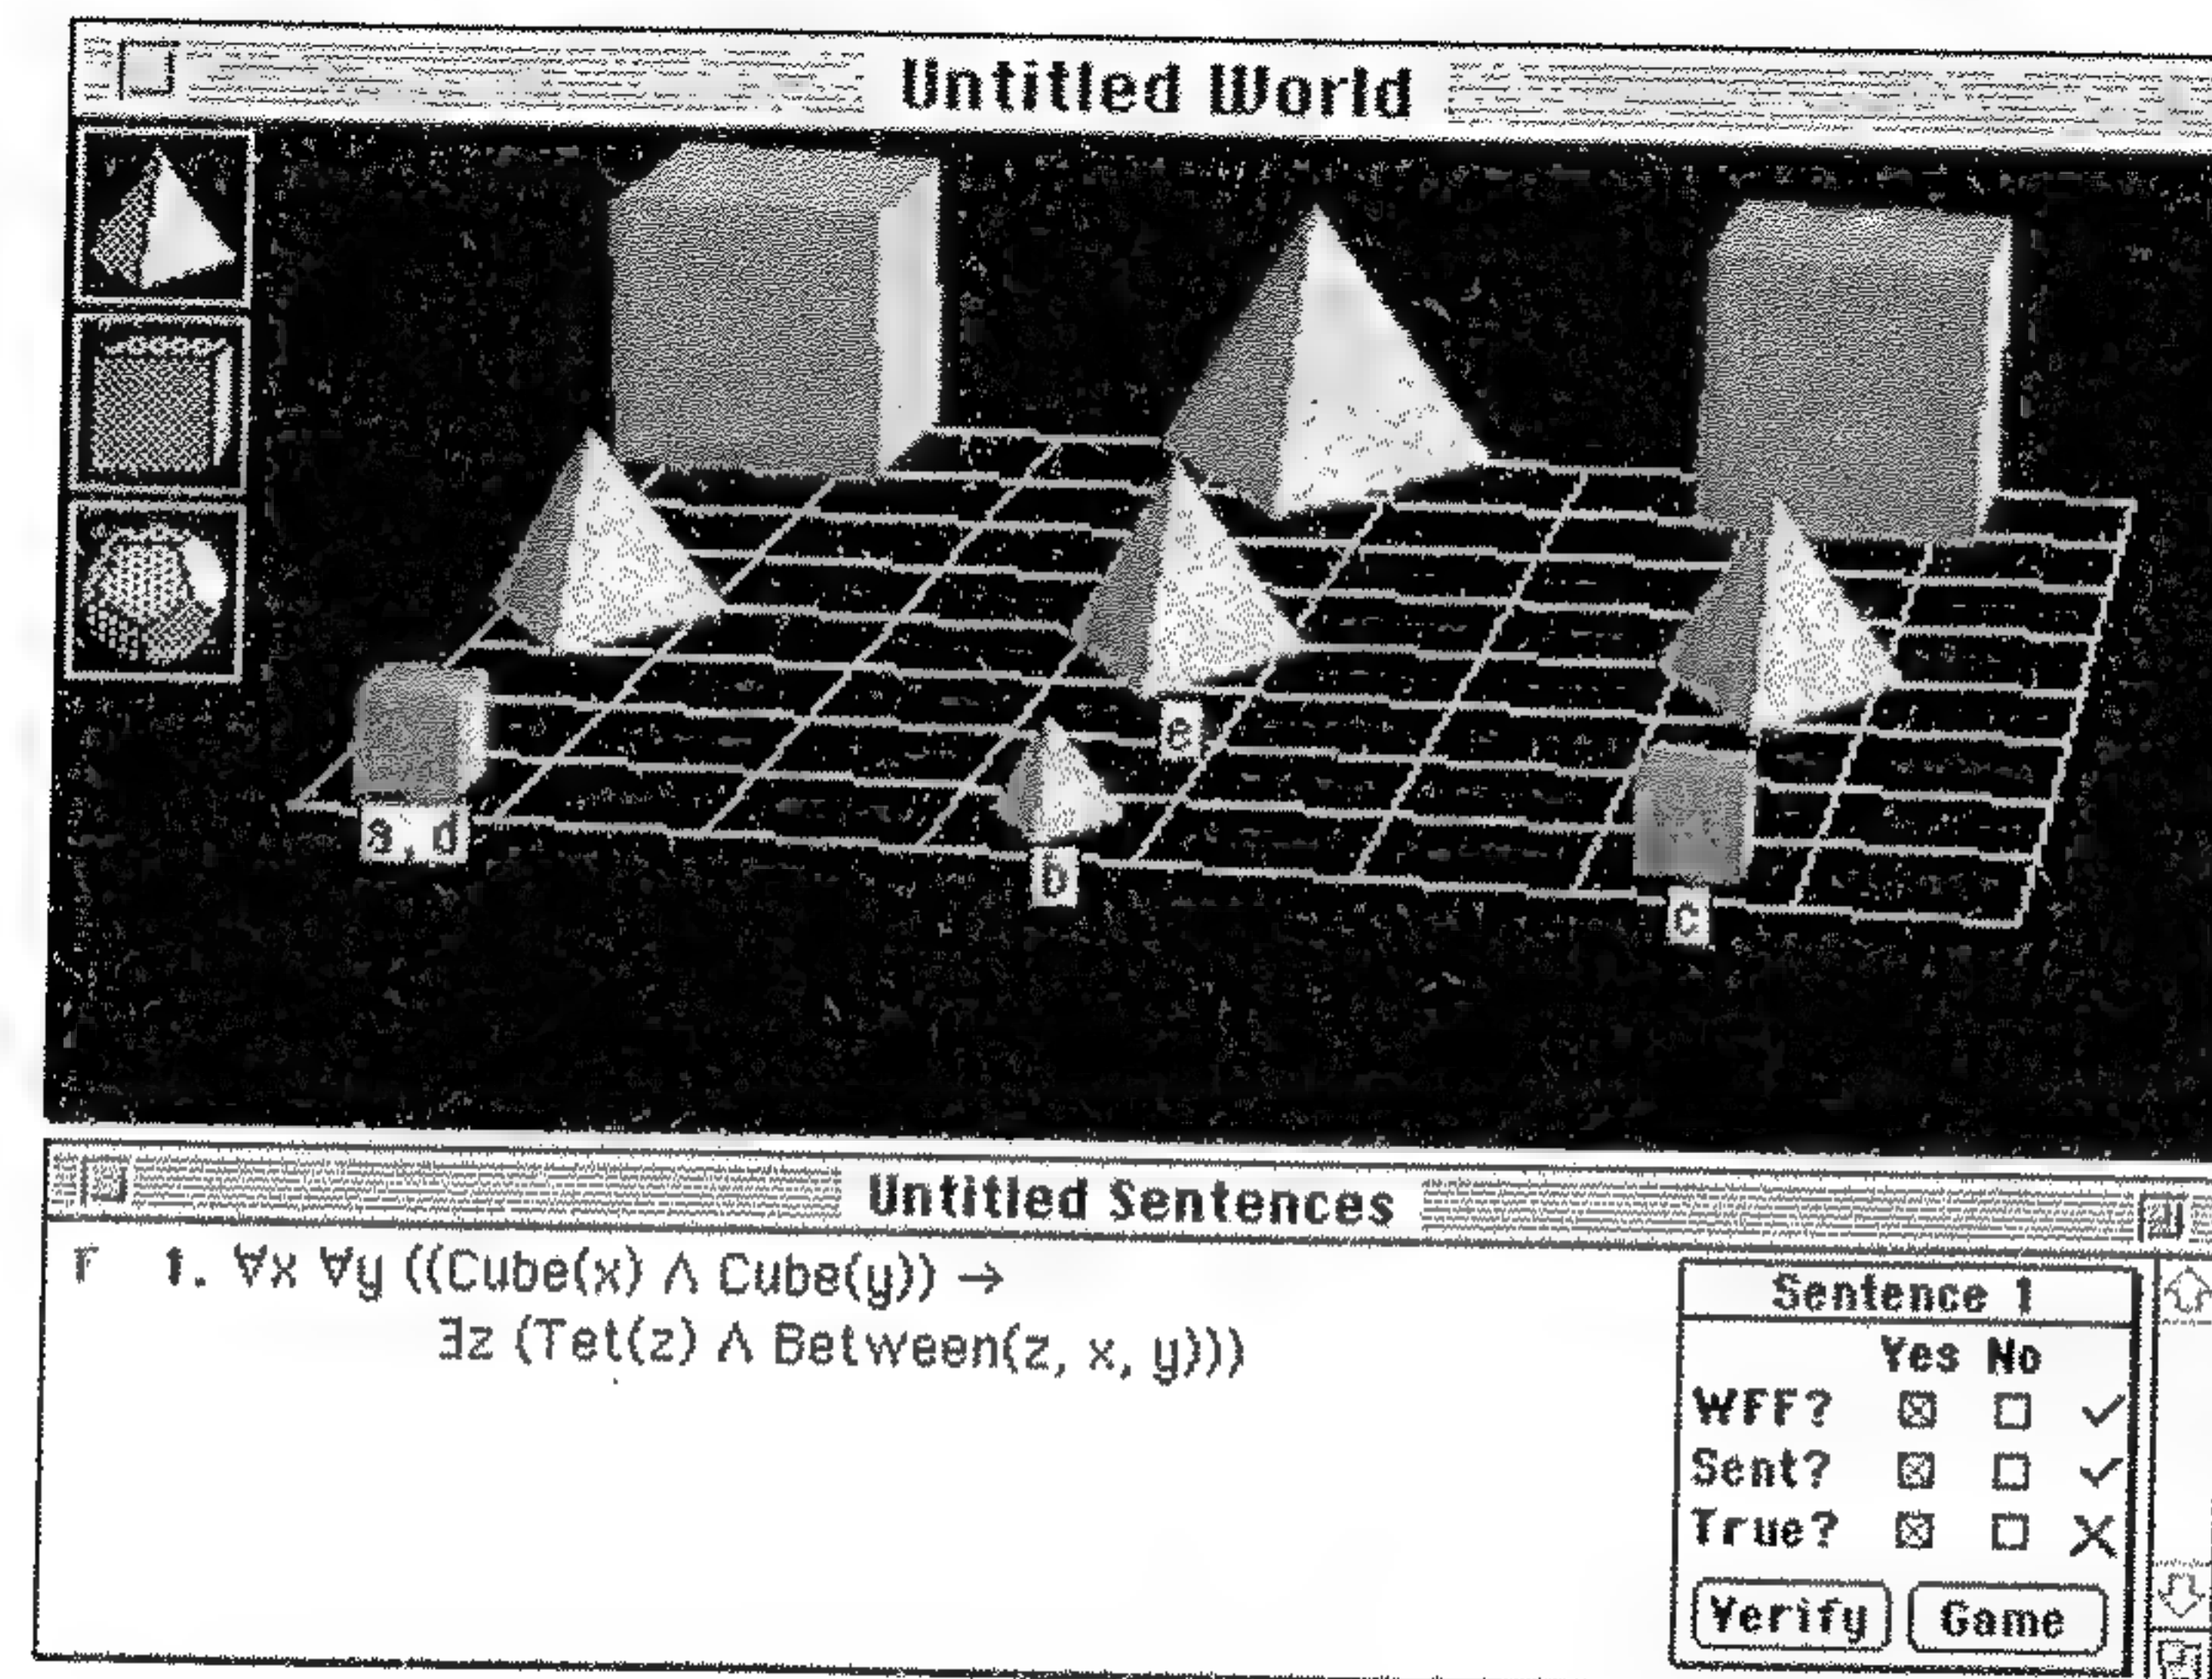 Untitled World
e
a, d
b
c
Untitled Sentences
F 1. ∀x ∀y ((Cube(x) ∧ Cube(y)) →
∃z (Tet(z) ∧ Between(z, x, y)))
Sentence 1
Yes No
WFF?
Sent?
True?
Verify Game